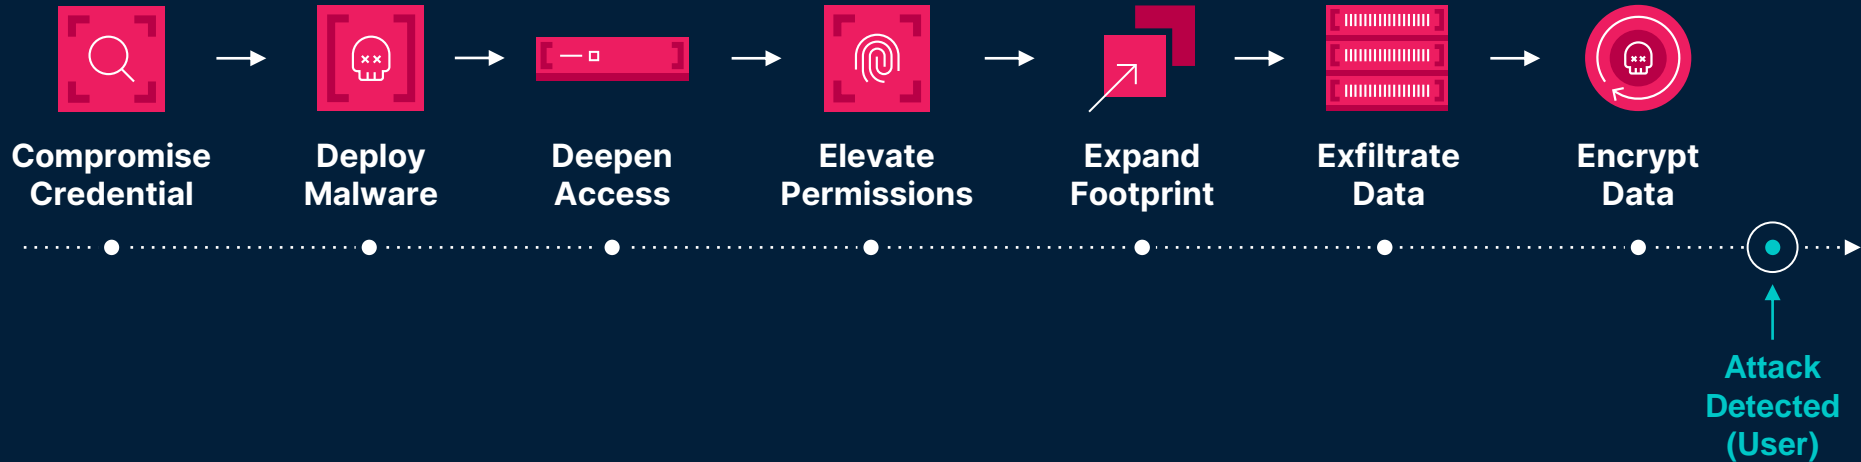 Compromise
Credential
Deploy
Malware
Deepen
Access
Elevate
Permissions
Expand
Footprint
Exfiltrate
Data
Encrypt
Data
Attack
Detected
(User)